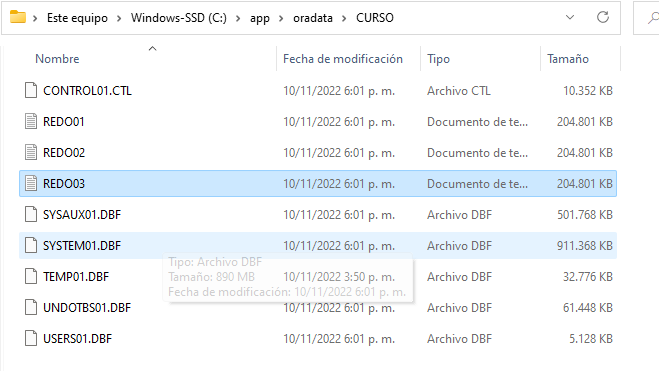 Este equipo > Windows-SSD (C:) > app > oradata > CURSO
Nombre Fecha de modificación Tipo Tamaño
CONTROL01.CTL 10/11/2022 6:01 p. m. Archivo CTL 10.352 KB
REDO01 10/11/2022 6:01 p. m. Documento de te... 204.801 KB
REDO02 10/11/2022 6:01 p. m. Documento de te... 204.801 KB
REDO03 10/11/2022 6:01 p. m. Documento de te... 204.801 KB
SYSAUX01.DBF 10/11/2022 6:01 p. m. Archivo DBF 501.768 KB
SYSTEM01.DBF 10/11/2022 6:01 p. m. Archivo DBF 911.368 KB
Tipo: Archivo DBF
TEMP01.DBF 10/11/2022 3:50 p. m. Archivo DBF 32.776 KB
Tamaño: 890 MB
Fecha de modificación: 10/11/2022 6:01 p. m.
UNDOTBS01.DBF 10/11/2022 6:01 p. m. Archivo DBF 61.448 KB
USERS01.DBF 10/11/2022 6:01 p. m. Archivo DBF 5.128 KB